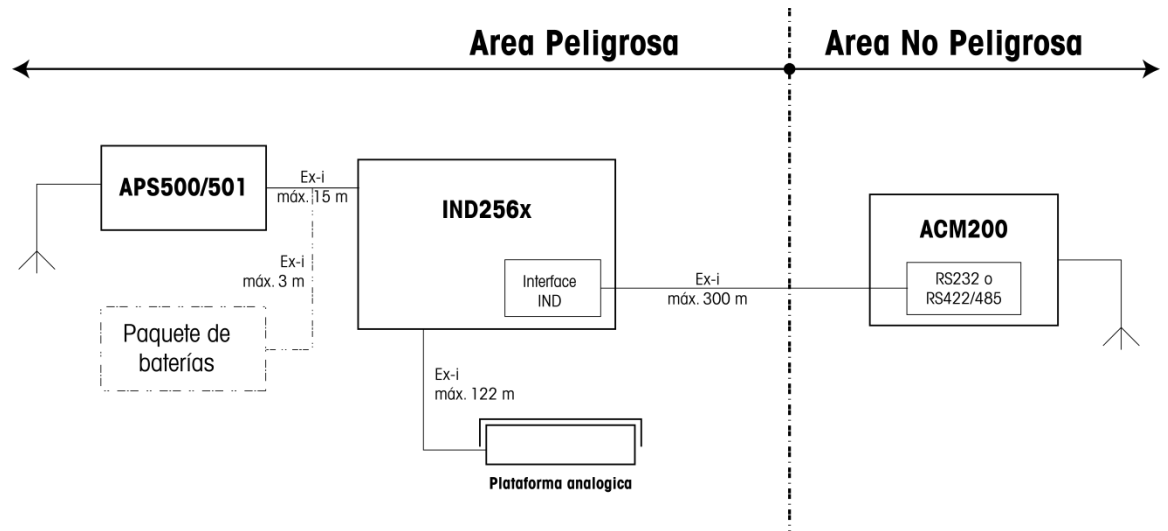 Area Peligrosa
Area No Peligrosa
APS500/501
Ex-i
máx. 15 m
IND256x
ACM200
Ex-i
máx. 3 m
Interface
IND
Ex-i
máx. 300 m
RS232 o
RS422/485
Paquete de
baterías
Ex-i
máx. 122 m
Plataforma analogica